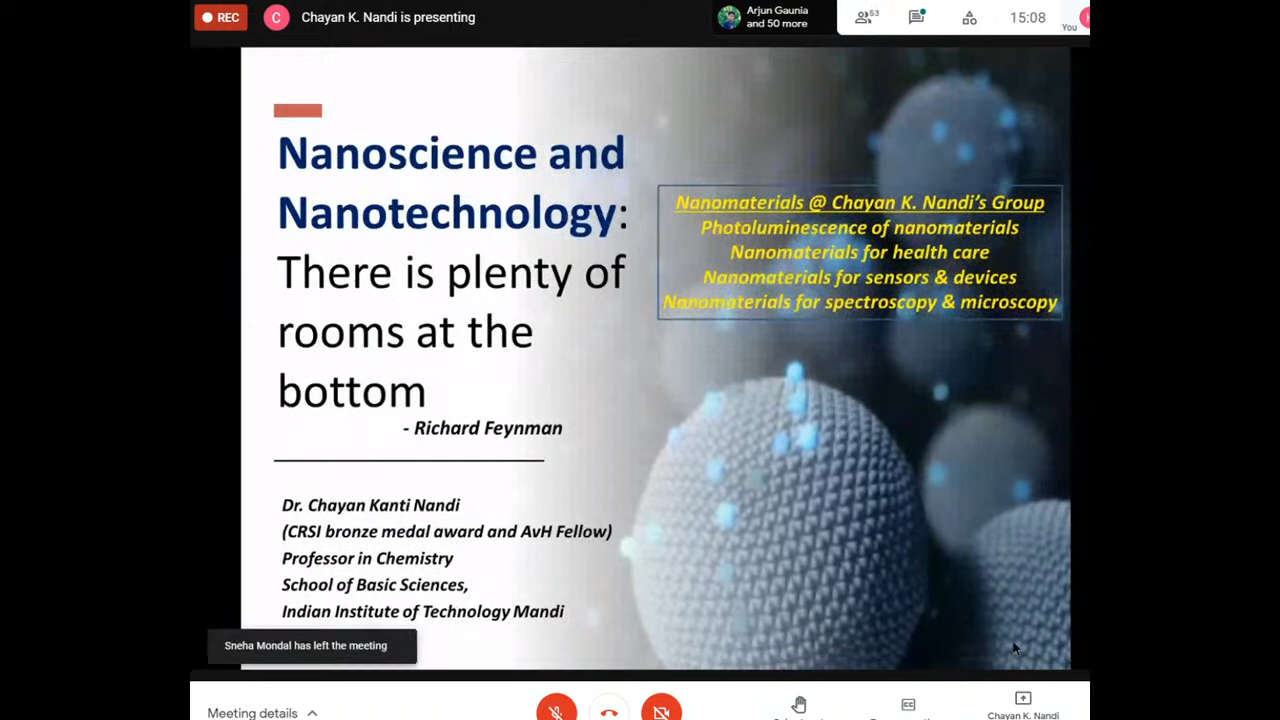 REC
C
Chayan K. Nandi is presenting
Arjun Gaunia
and 50 more
53
15:08
You
Nanoscience and
Nanotechnology:
There is plenty of
rooms at the
bottom
- Richard Feynman
Nanomaterials @ Chayan K. Nandi's Group
Photoluminescence of nanomaterials
Nanomaterials for health care
Nanomaterials for sensors & devices
Nanomaterials for spectroscopy & microscopy
Dr. Chayan Kanti Nandi
(CRSI bronze medal award and AvH Fellow)
Professor in Chemistry
School of Basic Sciences,
Indian Institute of Technology Mandi
Sneha Mondal has left the meeting
Meeting details
CC
Chayan K. Nandi